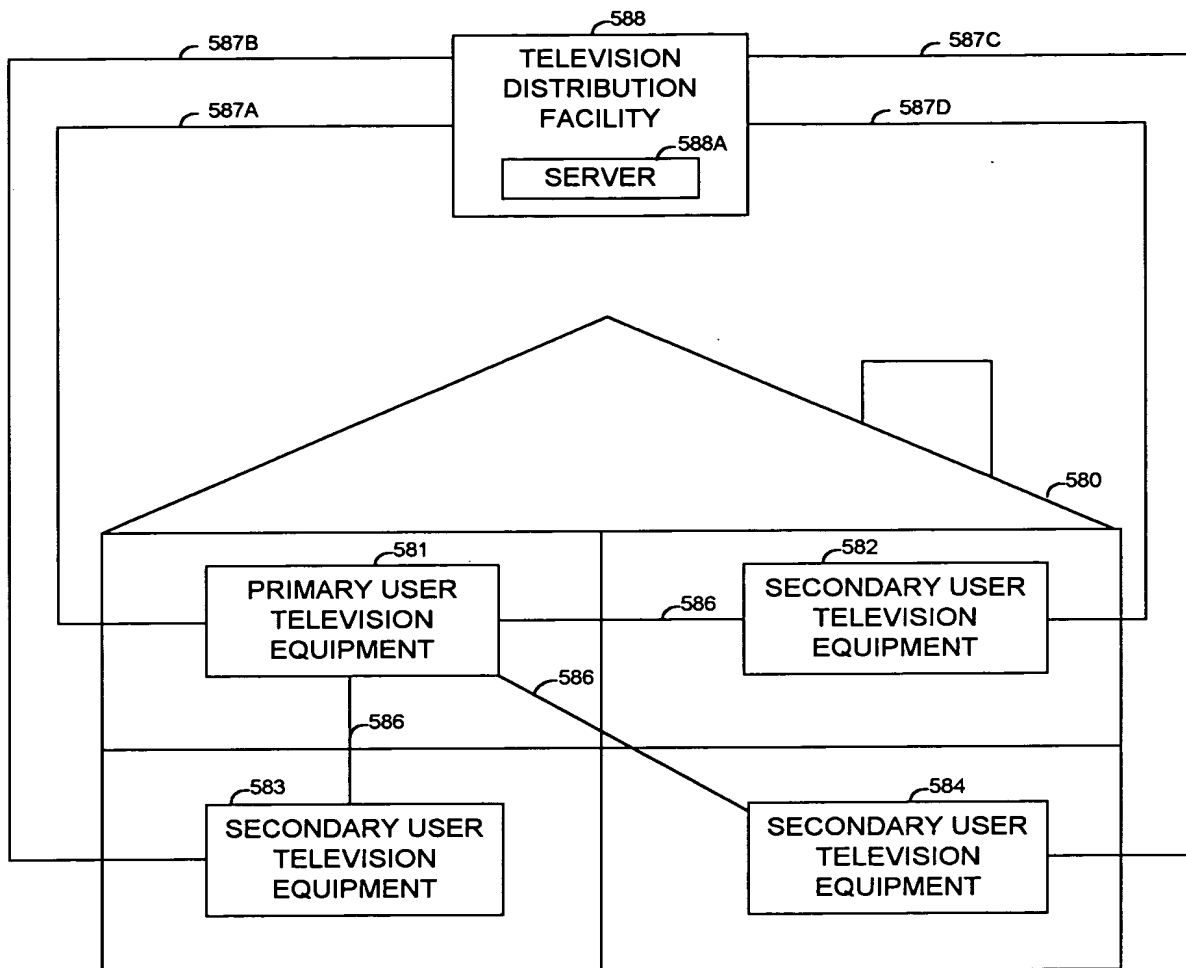 588
587B
587C
TELEVISION
DISTRIBUTION
FACILITY
587A
587D
588A
SERVER
580
581
582
PRIMARY USER
TELEVISION
EQUIPMENT
586
SECONDARY USER
TELEVISION
EQUIPMENT
586
586
583
584
SECONDARY USER
TELEVISION
EQUIPMENT
SECONDARY USER
TELEVISION
EQUIPMENT